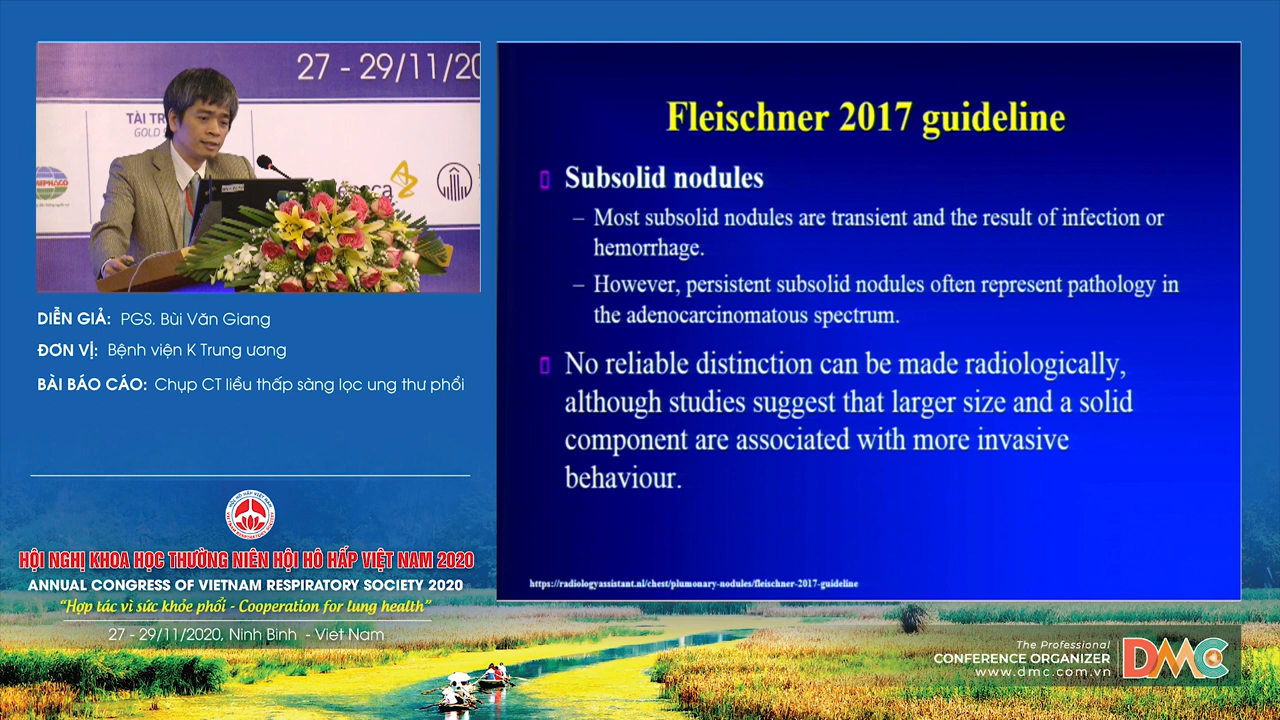 27 - 29/11/20
TÀI TR
GOLD S
DIỄN GIẢ: PGS. Bùi Văn Giang
ĐƠN VỊ: Bệnh viện K Trung ương
BÀI BÁO CÁO: Chụp CT liều thấp sàng lọc ung thư phổi
HỘI NGHỊ KHOA HỌC THƯỜNG NIÊN HỘI HÔ HẤP VIỆT NAM 2020
ANNUAL CONGRESS OF VIETNAM RESPIRATORY SOCIETY 2020
“Hợp tác vì sức khỏe phổi - Cooperation for lung health”
27 - 29/11/2020, Ninh Bình - Viet Nam
Fleischner 2017 guideline
Subsolid nodules
– Most subsolid nodules are transient and the result of infection or
hemorrhage.
– However, persistent subsolid nodules often represent pathology in
the adenocarcinomatous spectrum.
No reliable distinction can be made radiologically,
although studies suggest that larger size and a solid
component are associated with more invasive
behaviour.
https://radiologyassistant.nl/chest/plumonary-nodules/fleischner-2017-guideline
The Professional
CONFERENCE ORGANIZER
www.dmc.com.vn
DMC